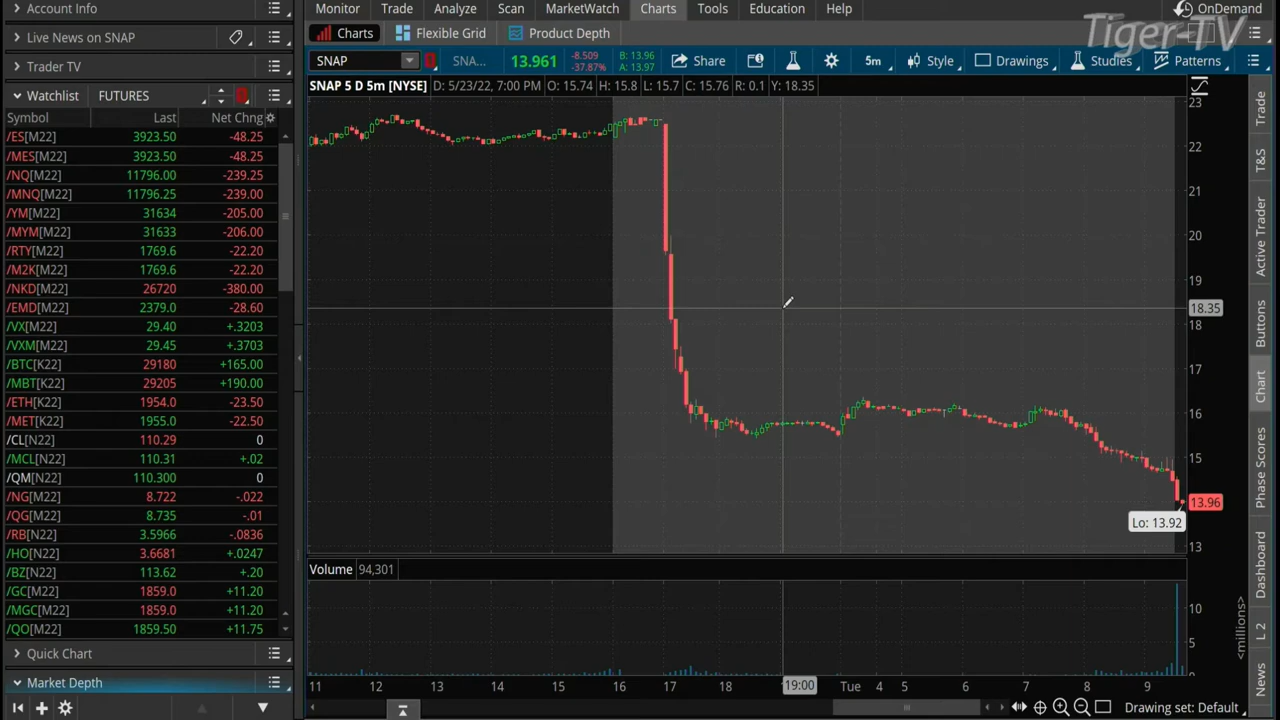 Account Info
Monitor Trade Analyze Scan MarketWatch Charts Tools Education Help
OnDemand
Tiger-TV
Live News on SNAP
Charts Flexible Grid Product Depth
Trader TV
SNAP SNA... 13.961 -8.509 -37.87% B: 13.96 A: 13.97 Share 5m Style Drawings Studies Patterns
Watchlist FUTURES
SNAP 5 D 5m [NYSE] D: 5/23/22, 7:00 PM O: 15.74 H: 15.8 L: 15.7 C: 15.76 R: 0.1 Y: 18.35
Symbol Last Net Chng
/ES[M22] 3923.50 -48.25
/MES[M22] 3923.50 -48.25
/NQ[M22] 11796.00 -239.25
/MNQ[M22] 11796.25 -239.00
/YM[M22] 31634 -205.00
/MYM[M22] 31633 -206.00
/RTY[M22] 1769.6 -22.20
/M2K[M22] 1769.6 -22.20
/NKD[M22] 26720 -380.00
/EMD[M22] 2379.0 -28.60
/VX[M22] 29.40 +.3203
/VXM[M22] 29.45 +.3703
/BTC[K22] 29180 +165.00
/MBT[K22] 29205 +190.00
/ETH[K22] 1954.0 -23.50
/MET[K22] 1955.0 -22.50
/CL[N22] 110.29 0
/MCL[N22] 110.31 +.02
/QM[N22] 110.300 0
/NG[M22] 8.722 -.022
/QG[M22] 8.735 -.01
/RB[N22] 3.5966 -.0836
/HO[N22] 3.6681 +.0247
/BZ[N22] 113.62 +.20
/GC[M22] 1859.0 +11.20
/MGC[M22] 1859.0 +11.20
/QO[M22] 1859.50 +11.75
Quick Chart
Market Depth
23
22
21
20
19
18.35
18
17
16
15
13.96
Lo: 13.92
13
Volume 94,301
10
5
<millions>
11 12 13 14 15 16 17 18 19:00 Tue 4 5 6 7 8 9
Drawing set: Default
Trade
T&S
Active Trader
Buttons
Chart
Phase Scores
Dashboard
L 2
News